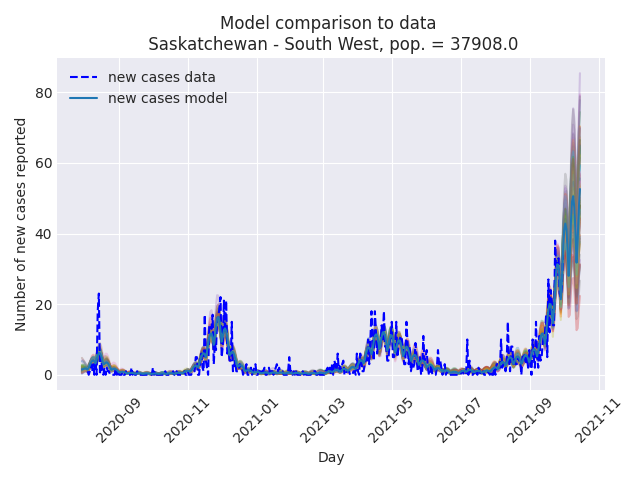 Model comparison to data
Saskatchewan - South West, pop. = 37908.0
new cases data
new cases model
Number of new cases reported
80
60
40
20
0
2020-09
2020-11
2021-01
2021-03
2021-05
2021-07
2021-09
2021-11
Day